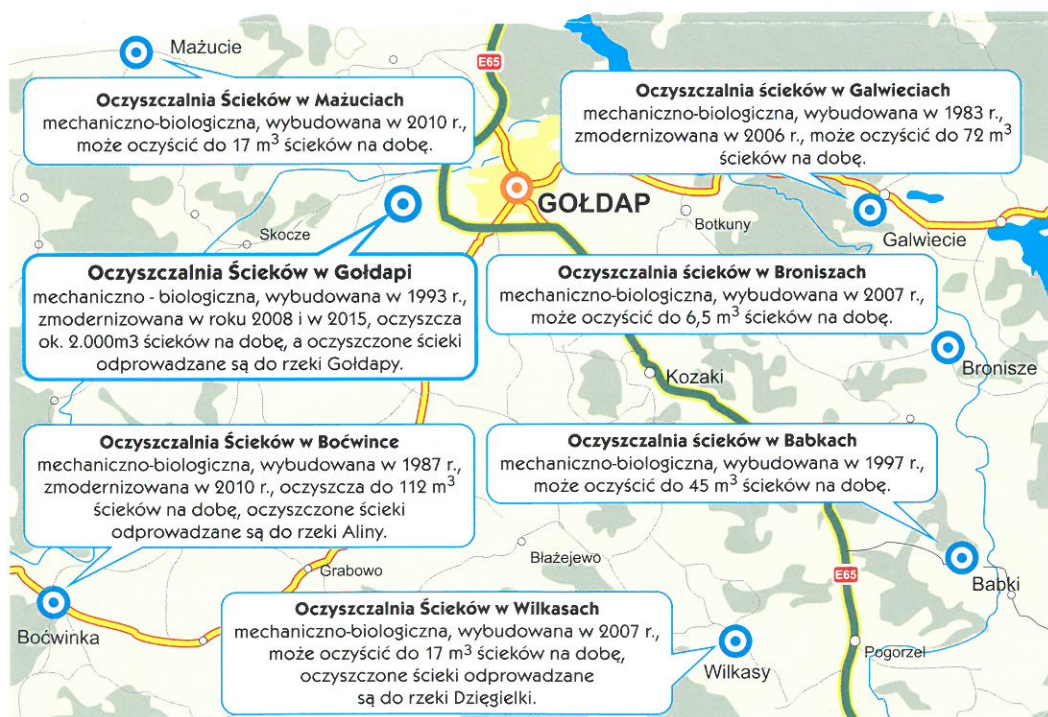 Mażucie
E65
Oczyszczalnia Ścieków w Mażuciach
mechaniczno-biologiczna, wybudowana w 2010 r.,
może oczyścić do 17 m³ ścieków na dobę.
Oczyszczalnia ścieków w Galwieciach
mechaniczno-biologiczna, wybudowana w 1983 r.,
zmodernizowana w 2006 r., może oczyścić do 72 m³
ścieków na dobę.
GOŁDAP
Botkuny
Galwiecie
Skocze
Oczyszczalnia Ścieków w Gołdapi
mechaniczno - biologiczna, wybudowana w 1993 r.,
zmodernizowana w roku 2008 i w 2015, oczyszcza
ok. 2.000m3 ścieków na dobę, a oczyszczone ścieki
odprowadzane są do rzeki Gołdapy.
Oczyszczalnia ścieków w Broniszach
mechaniczno-biologiczna, wybudowana w 2007 r.,
może oczyścić do 6,5 m³ ścieków na dobę.
Bronisze
Kozaki
Oczyszczalnia Ścieków w Boćwince
mechaniczno-biologiczna, wybudowana w 1987 r.,
zmodernizowana w 2010 r., oczyszcza do 112 m³
ścieków na dobę, oczyszczone ścieki
odprowadzane są do rzeki Aliny.
Oczyszczalnia ścieków w Babkach
mechaniczno-biologiczna, wybudowana w 1997 r.,
może oczyścić do 45 m³ ścieków na dobę.
Błażejewo
Grabowo
E65
Babki
Boćwinka
Oczyszczalnia Ścieków w Wilkasach
mechaniczno-biologiczna, wybudowana w 2007 r.,
może oczyścić do 17 m³ ścieków na dobę,
oczyszczone ścieki odprowadzane
są do rzeki Dzięgielki.
Wilkasy
Pogorzel